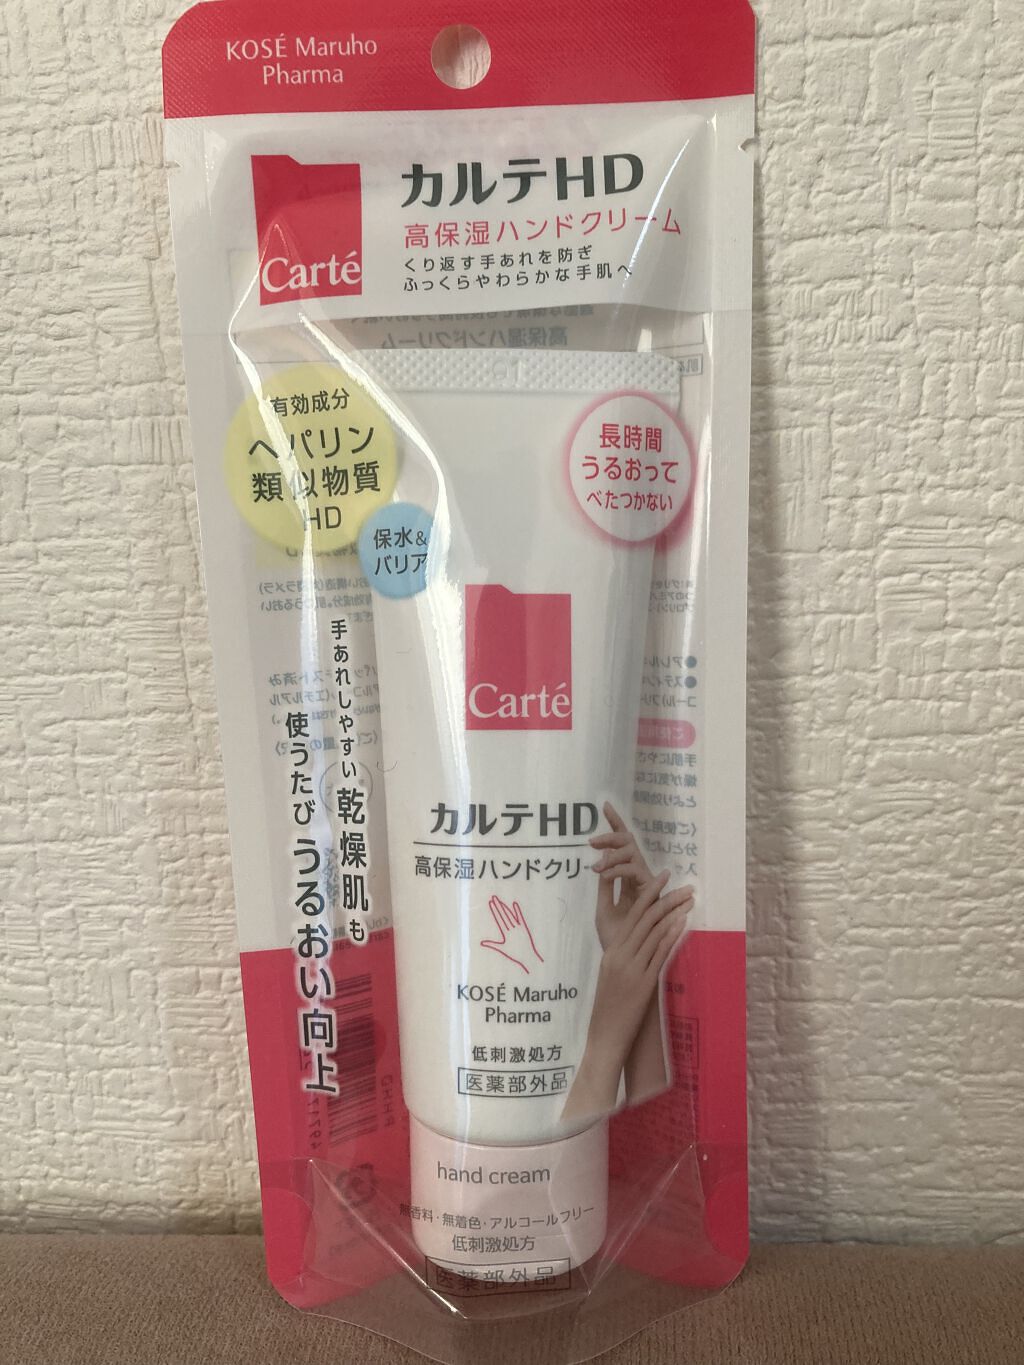 KOSÉ Maruho
Pharma
Carté
カルテHD
高保湿ハンドクリーム
くり返す手あれを防ぎ
ふっくらやわらかな手肌へ
有効成分
ヘパリン
類似物質
HD
保水&
バリア
長時間
うるおって
べたつかない
手あれしやすい乾燥肌も
使うたびうるおい向上
Carté
カルテHD
高保湿ハンドクリー
KOSÉ Maruho
Pharma
低刺激処方
医薬部外品
hand cream
無香料・無着色・アルコールフリー
低刺激処方
医薬部外品